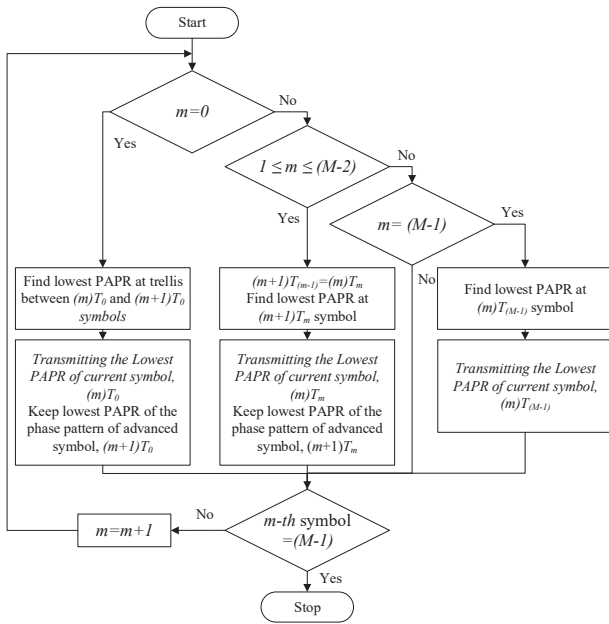 Start
m=0
No
Yes
1 ≤ m ≤ (M-2)
No
Yes
m= (M-1)
Yes
No
Find lowest PAPR at trellis
between (m)T₀ and (m+1)T₀
symbols
(m+1)T₍ₘ₋₁₎=(m)Tₘ
Find lowest PAPR at
(m+1)Tₘ symbol
Find lowest PAPR at
(m)T_(M-1) symbol
Transmitting the Lowest
PAPR of current symbol,
(m)T₀
Keep lowest PAPR of the
phase pattern of advanced
symbol, (m+1)T₀
Transmitting the Lowest
PAPR of current symbol,
(m)Tₘ
Keep lowest PAPR of the
phase pattern of advanced
symbol, (m+1)Tₘ
Transmitting the Lowest
PAPR of current symbol,
(m)T_(M-1)
m=m+1
No
m-th symbol
=(M-1)
Yes
Stop